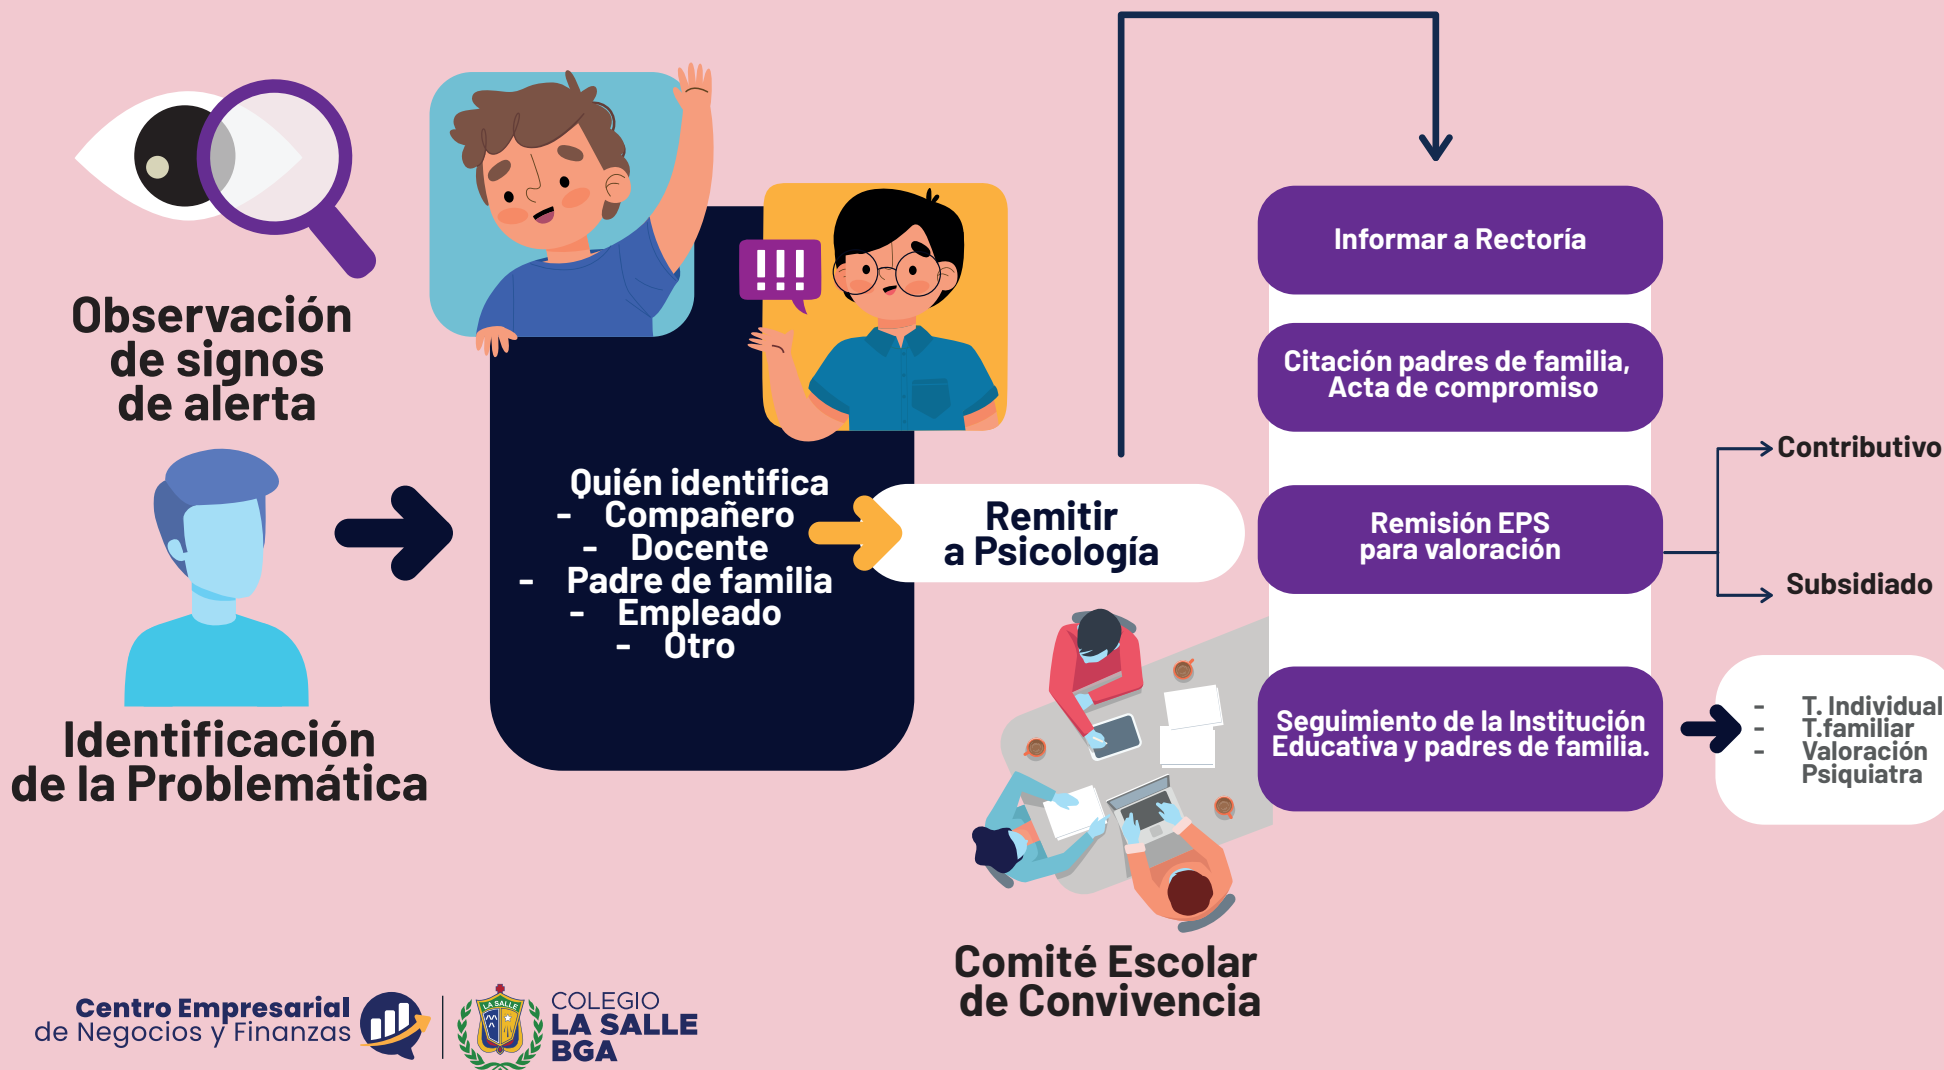 Observación
de signos
de alerta
Identificación
de la Problemática
!!!
Quién identifica
- Compañero
- Docente
- Padre de familia
- Empleado
- Otro
Remitir
a Psicología
Informar a Rectoría
Citación padres de familia,
Acta de compromiso
Remisión EPS
para valoración
Contributivo
Subsidiado
Seguimiento de la Institución
Educativa y padres de familia.
- T. Individual
- T.familiar
- Valoración
Psiquiatra
Comité Escolar
de Convivencia
Centro Empresarial
de Negocios y Finanzas
LA SALLE
COLEGIO
LA SALLE
BGA